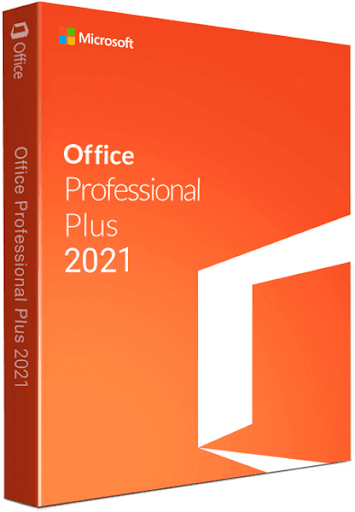 Office
Office Professional Plus 2021
Microsoft
Office
Professional
Plus
2021